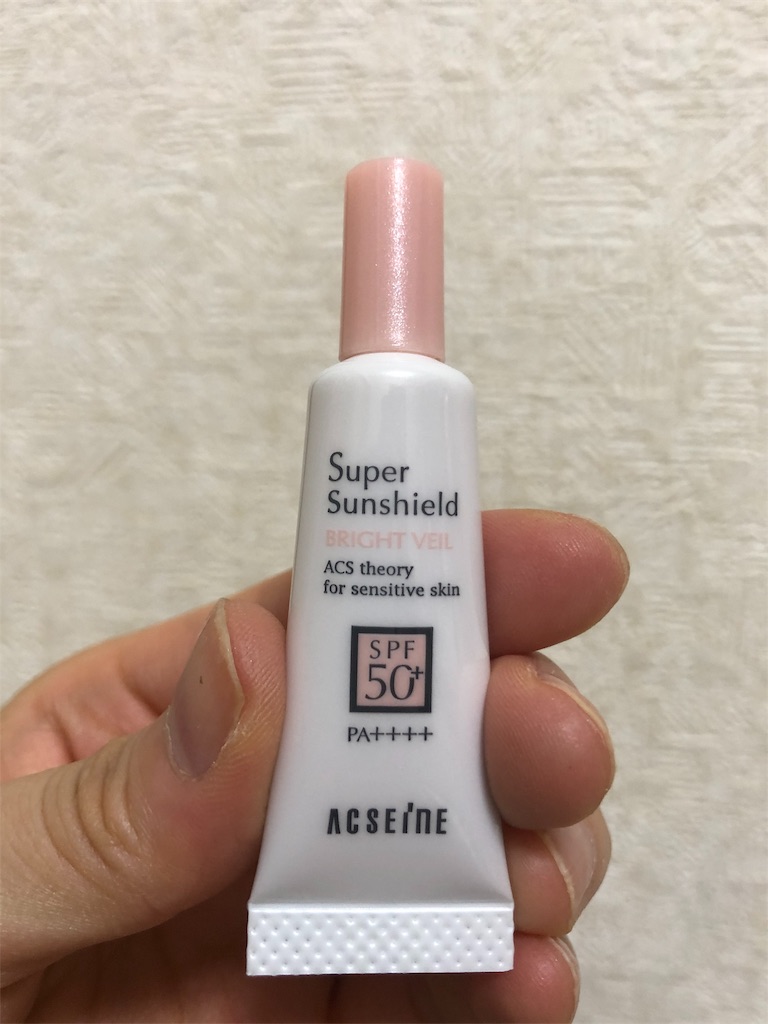 Super
Sunshield
BRIGHT VEIL
ACS theory
for sensitive skin
SPF
50+
PA++++
ACSEINE